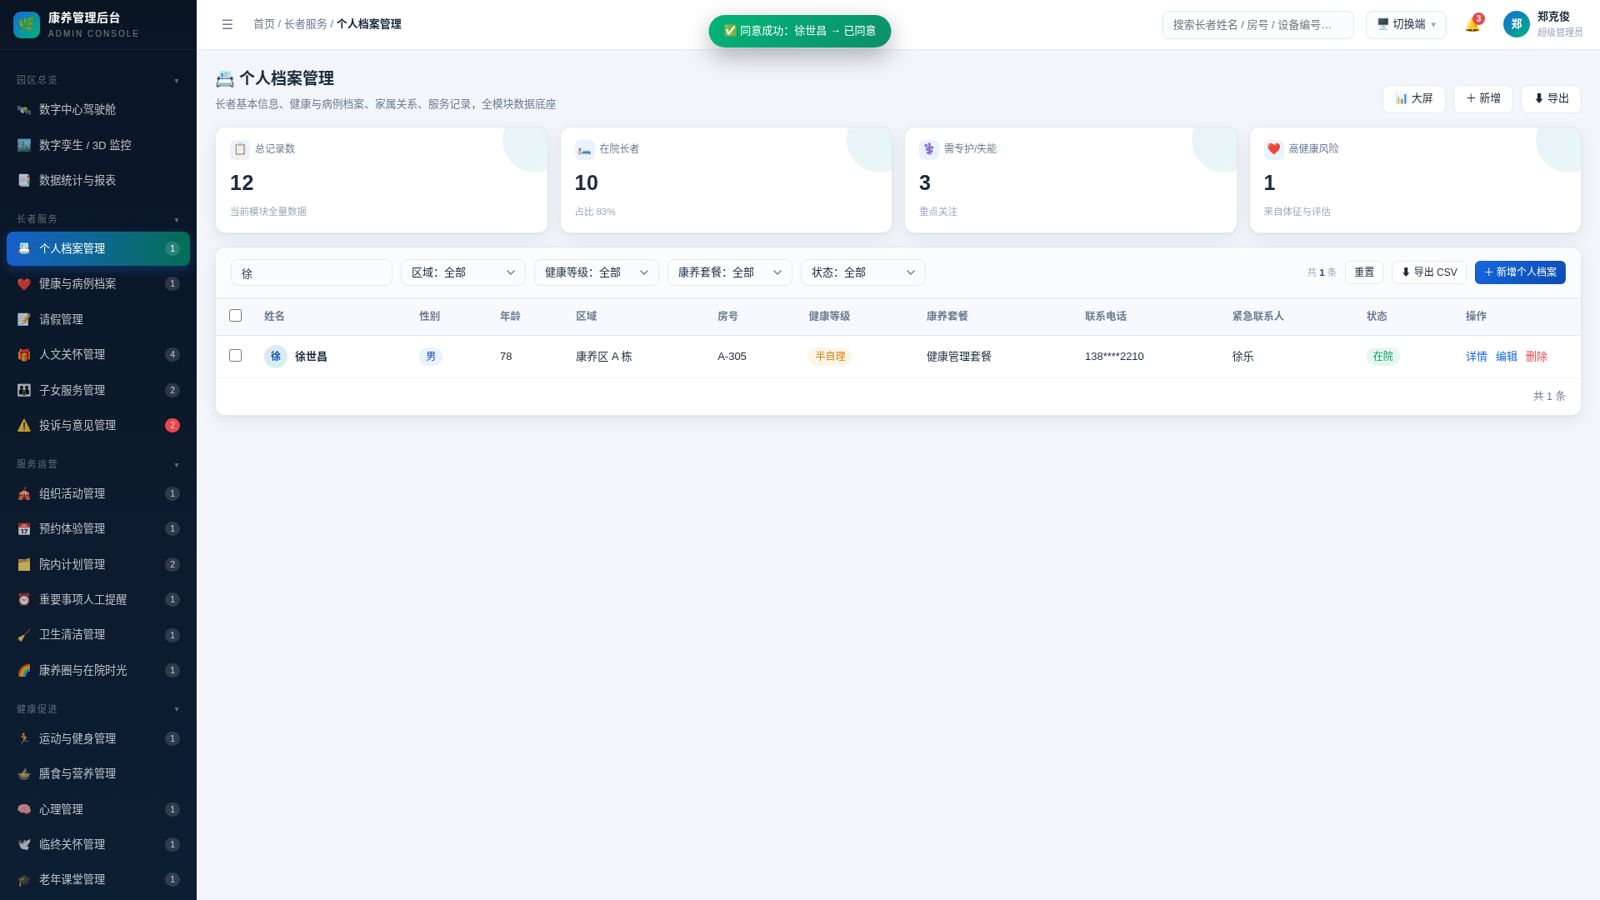 康养管理后台
ADMIN CONSOLE
园区总览
数字中心驾驶舱
数字孪生 / 3D 监控
数据统计与报表
长者服务
个人档案管理 1
健康与病例档案 1
请假管理
人文关怀管理 4
子女服务管理 2
投诉与意见管理 2
服务运营
组织活动管理 1
预约体验管理 1
院内计划管理 2
重要事项人工提醒 1
卫生清洁管理 1
康养圈与在院时光 1
健康促进
运动与健身管理 1
膳食与营养管理
心理管理 1
临终关怀管理 1
老年课堂管理 1
首页 / 长者服务 / 个人档案管理
✅ 同意成功：徐世昌 → 已同意
搜索长者姓名 / 房号 / 设备编号…
切换端
3
郑
郑克俊
超级管理员
个人档案管理
长者基本信息、健康与病例档案、家属关系、服务记录，全模块数据底座
大屏
＋ 新增
⬇ 导出
总记录数
12
当前模块全量数据
在院长者
10
占比 83%
需专护/失能
3
重点关注
高健康风险
1
来自体征与评估
徐
区域：全部
健康等级：全部
康养套餐：全部
状态：全部
共 1 条
重置
⬇ 导出 CSV
＋ 新增个人档案
姓名 性别 年龄 区域 房号 健康等级 康养套餐 联系电话 紧急联系人 状态 操作
徐 徐世昌 男 78 康养区 A 栋 A-305 半自理 健康管理套餐 138****2210 徐乐 在院 详情 编辑 删除
共 1 条